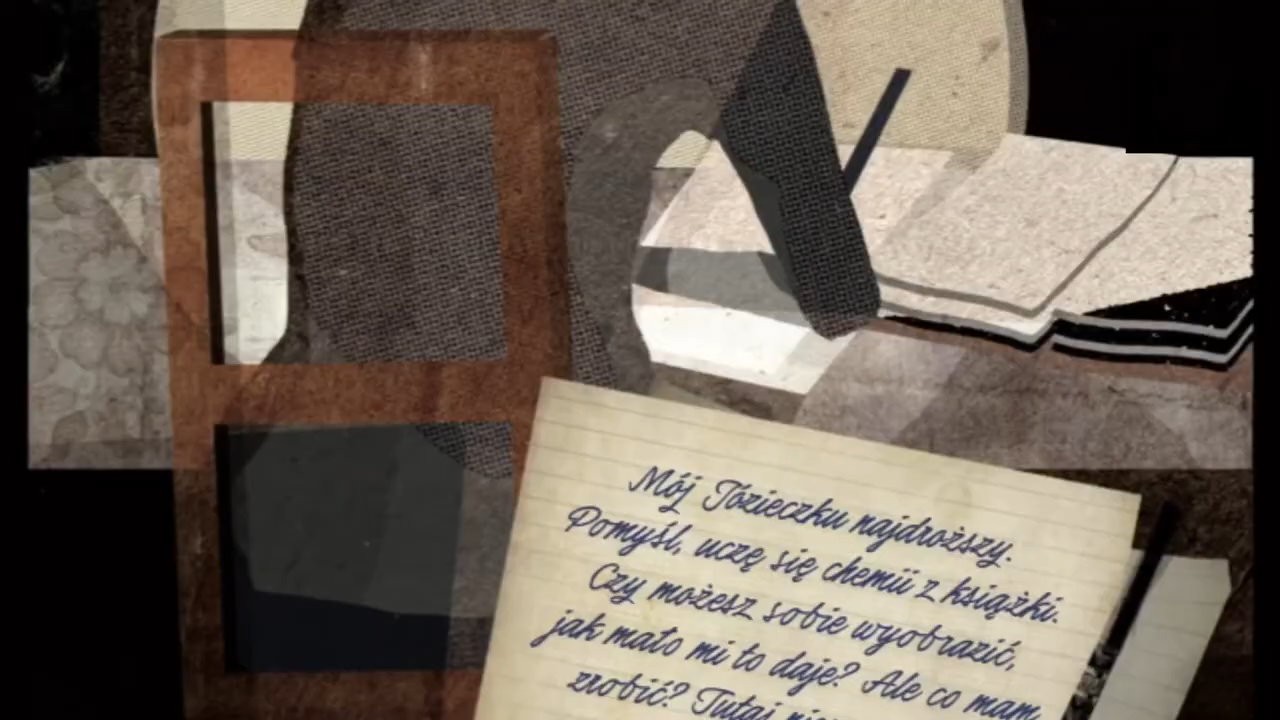 Mój Józieczku najdroższy.
Pomyśl, uczę się chemii z książki.
Czy możesz sobie wyobrazić,
jak mało mi to daje? Ale co mam
zrobić? Tutaj